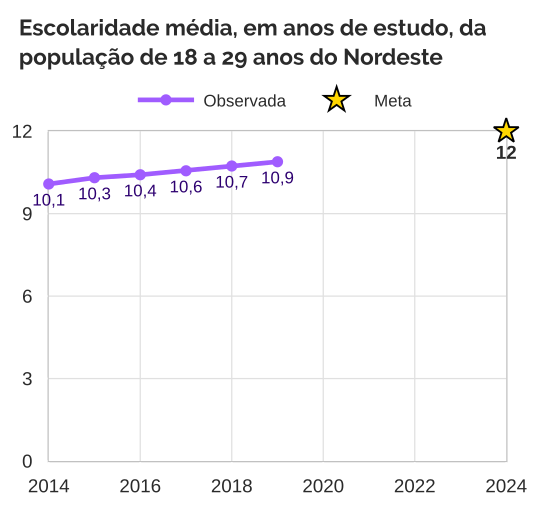 Escolaridade média, em anos de estudo, da
população de 18 a 29 anos do Nordeste
Observada Meta
12
12
10,1 10,3 10,4 10,6 10,7 10,9
9
6
3
0
2014 2016 2018 2020 2022 2024